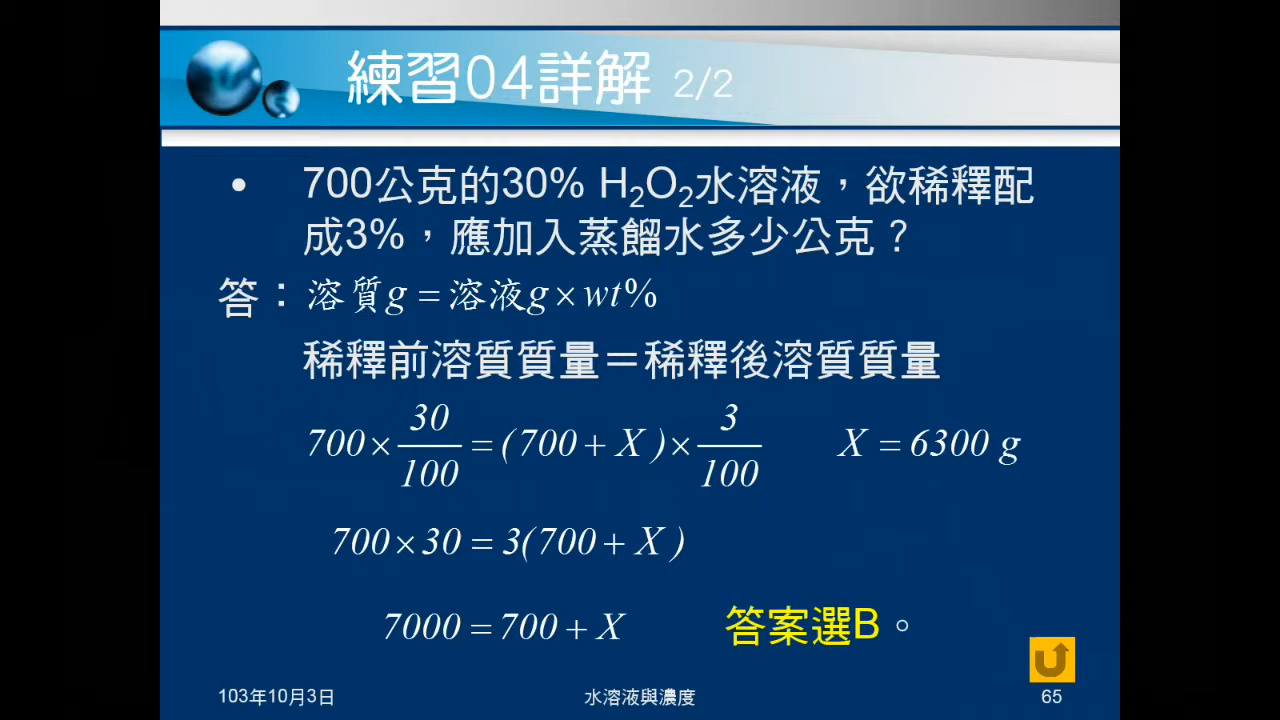 練習04詳解 2/2
• 700公克的30% H₂O₂水溶液，欲稀釋配
成3%，應加入蒸餾水多少公克？
答：溶質g＝溶液g×wt%
稀釋前溶質質量＝稀釋後溶質質量
700×30/100=(700+X)×3/100 X=6300 g
700×30=3(700+X)
7000=700+X 答案選B。
103年10月3日 水溶液與濃度 65